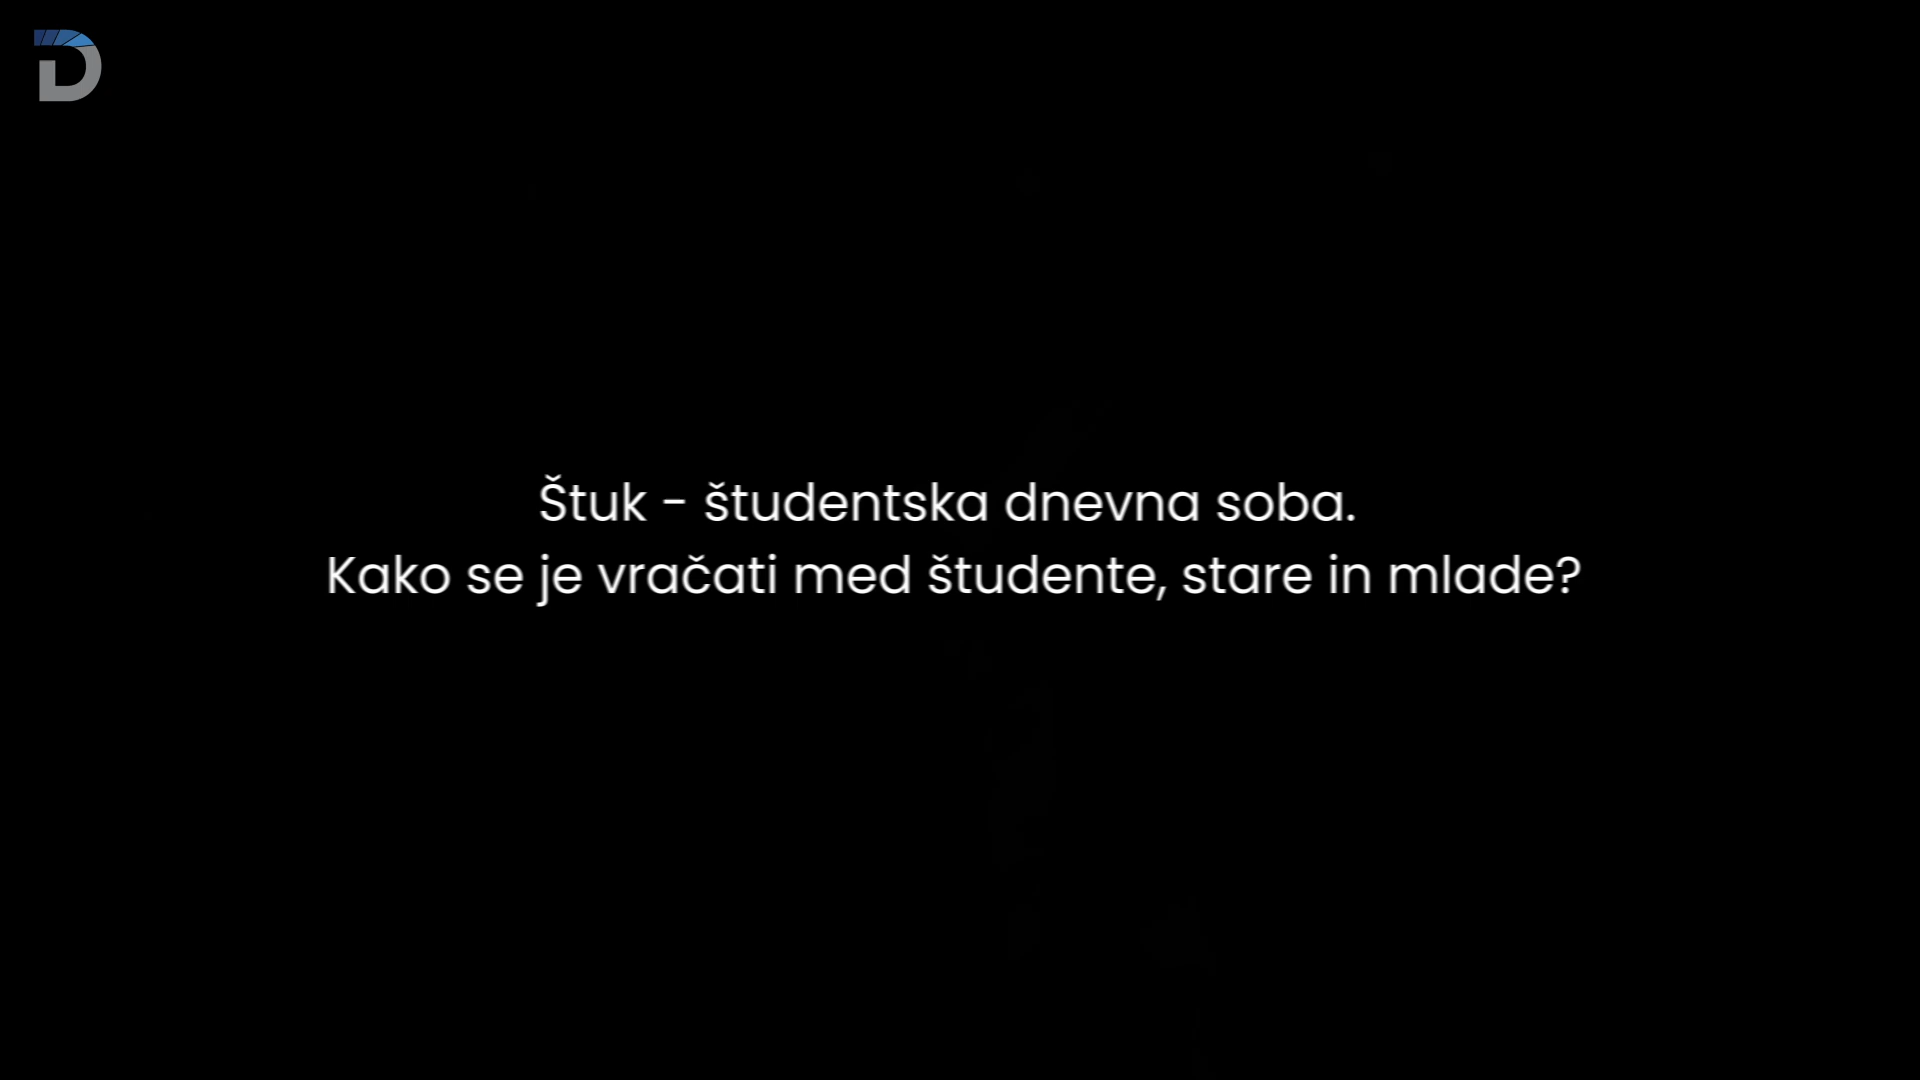 Štuk - študentska dnevna soba.
Kako se je vračati med študente, stare in mlade?